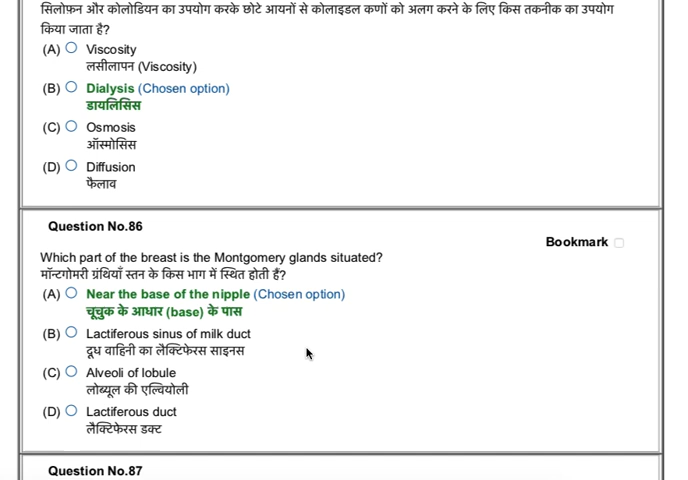 सिलोफ़न और कोलोडियन का उपयोग करके छोटे आयनों से कोलाइडल कणों को अलग करने के लिए किस तकनीक का उपयोग
किया जाता है?
(A) Viscosity
लसीलापन (Viscosity)
(B) Dialysis (Chosen option)
डायलिसिस
(C) Osmosis
ऑस्मोसिस
(D) Diffusion
फैलाव
Question No.86
Bookmark
Which part of the breast is the Montgomery glands situated?
मॉन्टगोमरी ग्रंथियाँ स्तन के किस भाग में स्थित होती हैं?
(A) Near the base of the nipple (Chosen option)
चूचुक के आधार (base) के पास
(B) Lactiferous sinus of milk duct
दूध वाहिनी का लैक्टिफेरस साइनस
(C) Alveoli of lobule
लोब्यूल की एल्वियोली
(D) Lactiferous duct
लैक्टिफेरस डक्ट
Question No.87